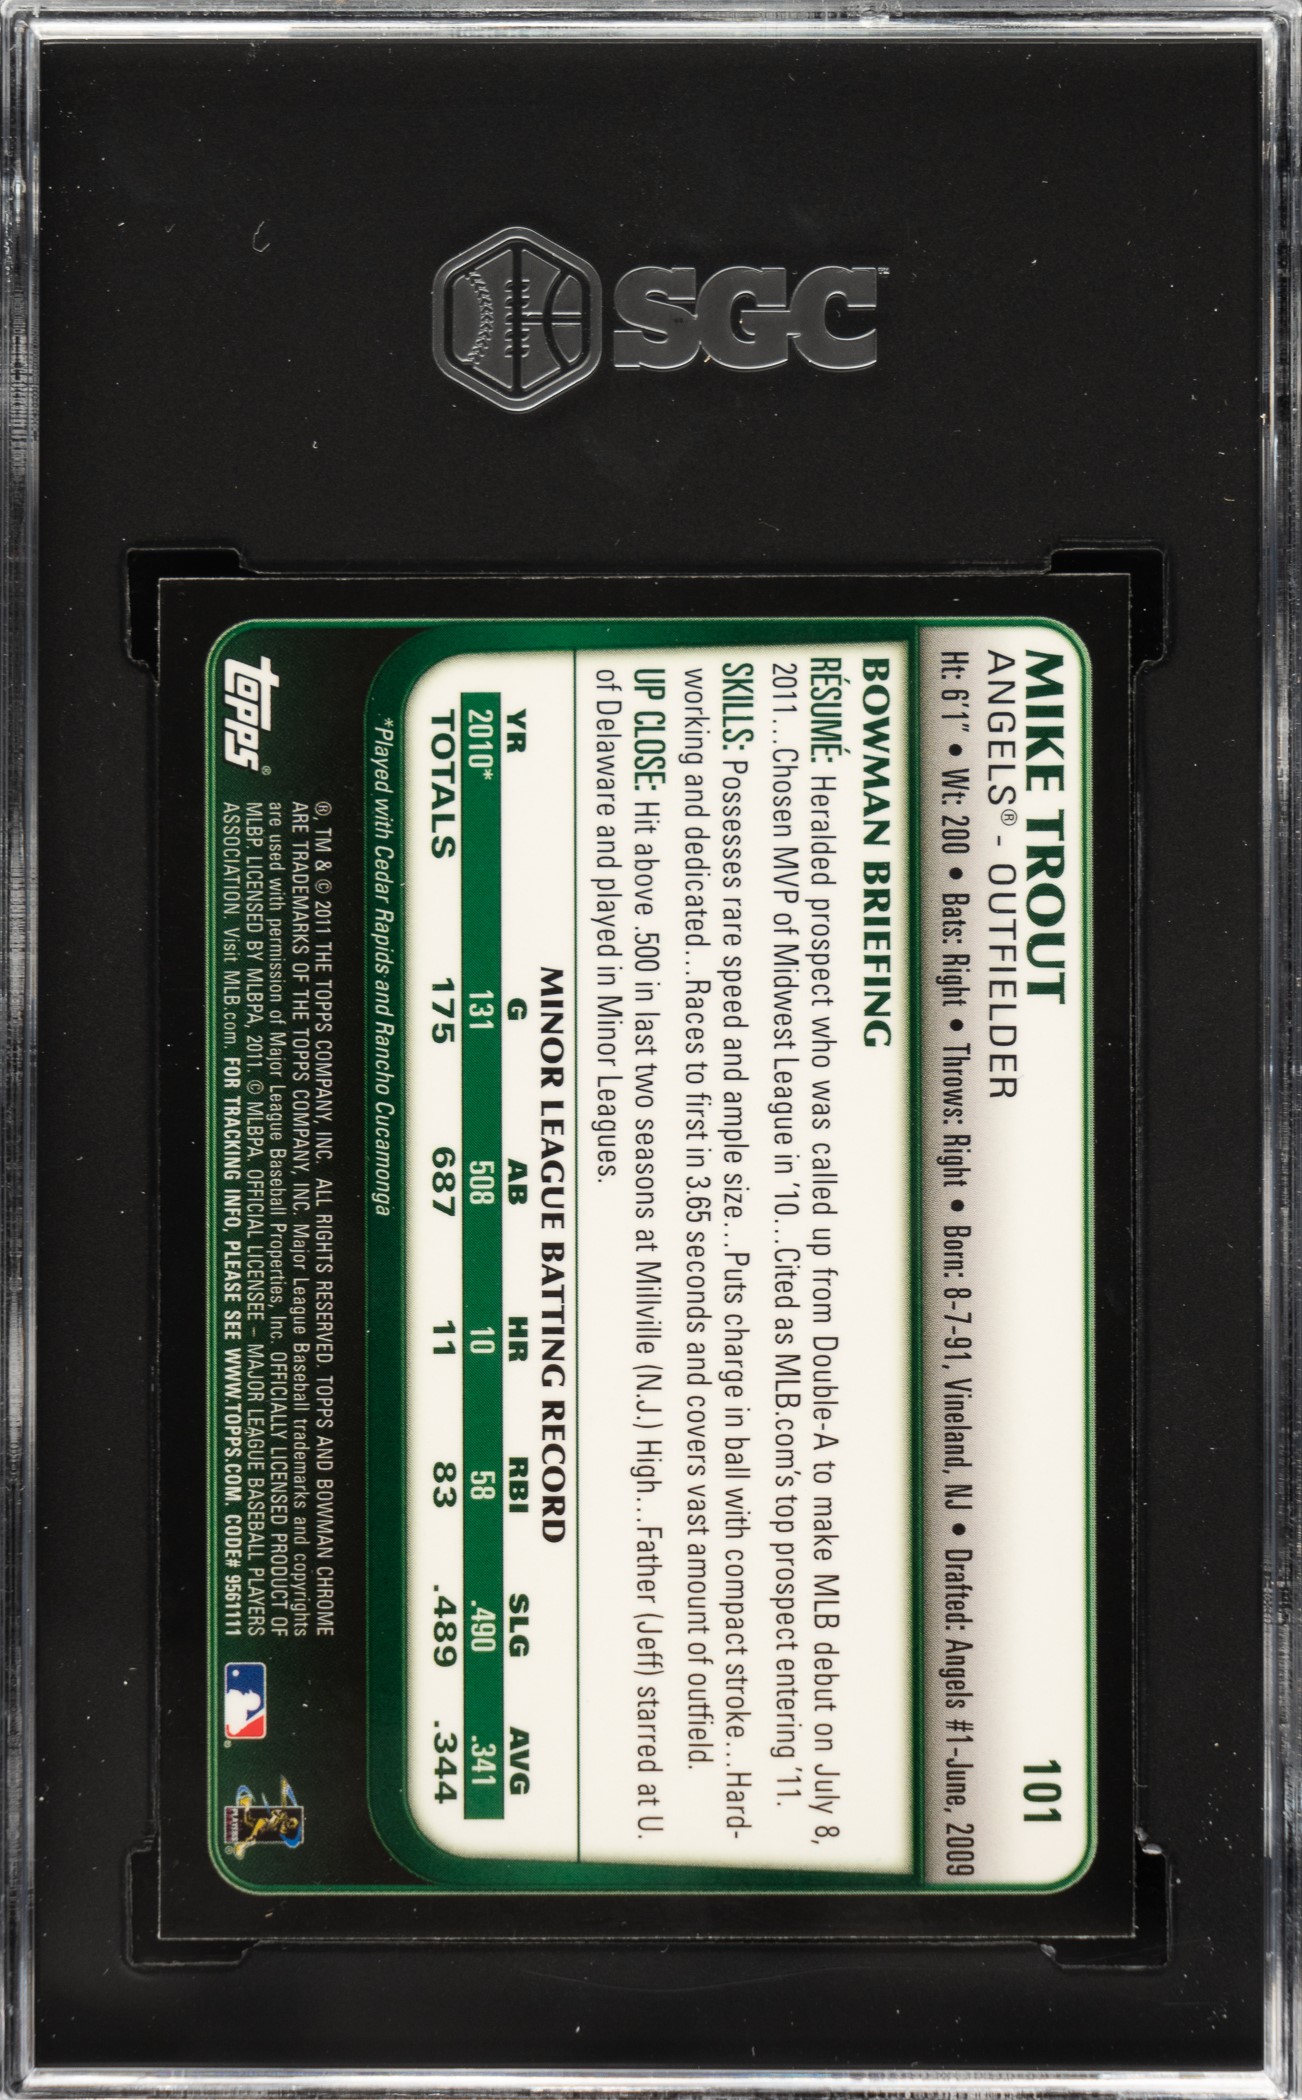 SGC™
MIKE TROUT
101
ANGELS® - OUTFIELDER
Ht: 6'1" • Wt: 200 • Bats: Right • Throws: Right • Born: 8-7-91, Vineland, NJ • Drafted: Angels #1-June, 2009
BOWMAN BRIEFING
RÉSUMÉ: Heralded prospect who was called up from Double-A to make MLB debut on July 8,
2011...Chosen MVP of Midwest League in '10...Cited as MLB.com's top prospect entering '11.
SKILLS: Possesses rare speed and ample size...Puts charge in ball with compact stroke...Hard-
working and dedicated...Races to first in 3.65 seconds and covers vast amount of outfield.
UP CLOSE: Hit above .500 in last two seasons at Millville (N.J.) High...Father (Jeff) starred at U.
of Delaware and played in Minor Leagues.
MINOR LEAGUE BATTING RECORD
YR G AB HR RBI SLG AVG
2010* 131 508 10 58 .490 .341
TOTALS 175 687 11 83 .489 .344
*Played with Cedar Rapids and Rancho Cucamonga
topps®
®, TM & © 2011 THE TOPPS COMPANY, INC. ALL RIGHTS RESERVED. TOPPS AND BOWMAN CHROME
ARE TRADEMARKS OF THE TOPPS COMPANY, INC. Major League Baseball trademarks and copyrights
are used with permission of Major League Baseball Properties, Inc. OFFICIALLY LICENSED PRODUCT OF
MLBP. LICENSED BY MLBPA, 2011. © MLBPA. OFFICIAL LICENSEE – MAJOR LEAGUE BASEBALL PLAYERS
ASSOCIATION. Visit MLB.com. FOR TRACKING INFO, PLEASE SEE WWW.TOPPS.COM. CODE# 956111